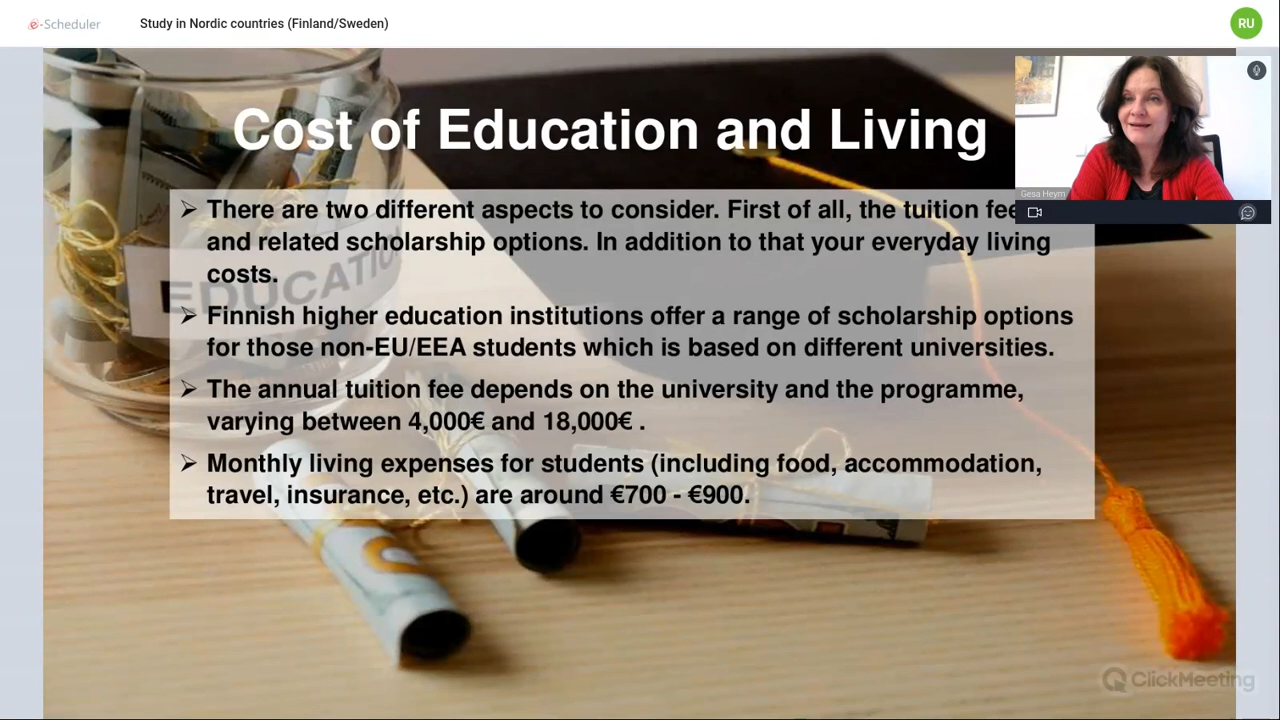 e-Scheduler
Study in Nordic countries (Finland/Sweden)
RU
Cost of Education and Living
Gesa Heym
➢ There are two different aspects to consider. First of all, the tuition fee
and related scholarship options. In addition to that your everyday living
costs.
EDUCATION
➢ Finnish higher education institutions offer a range of scholarship options
for those non-EU/EEA students which is based on different universities.
➢ The annual tuition fee depends on the university and the programme,
varying between 4,000€ and 18,000€ .
➢ Monthly living expenses for students (including food, accommodation,
travel, insurance, etc.) are around €700 - €900.
ClickMeeting